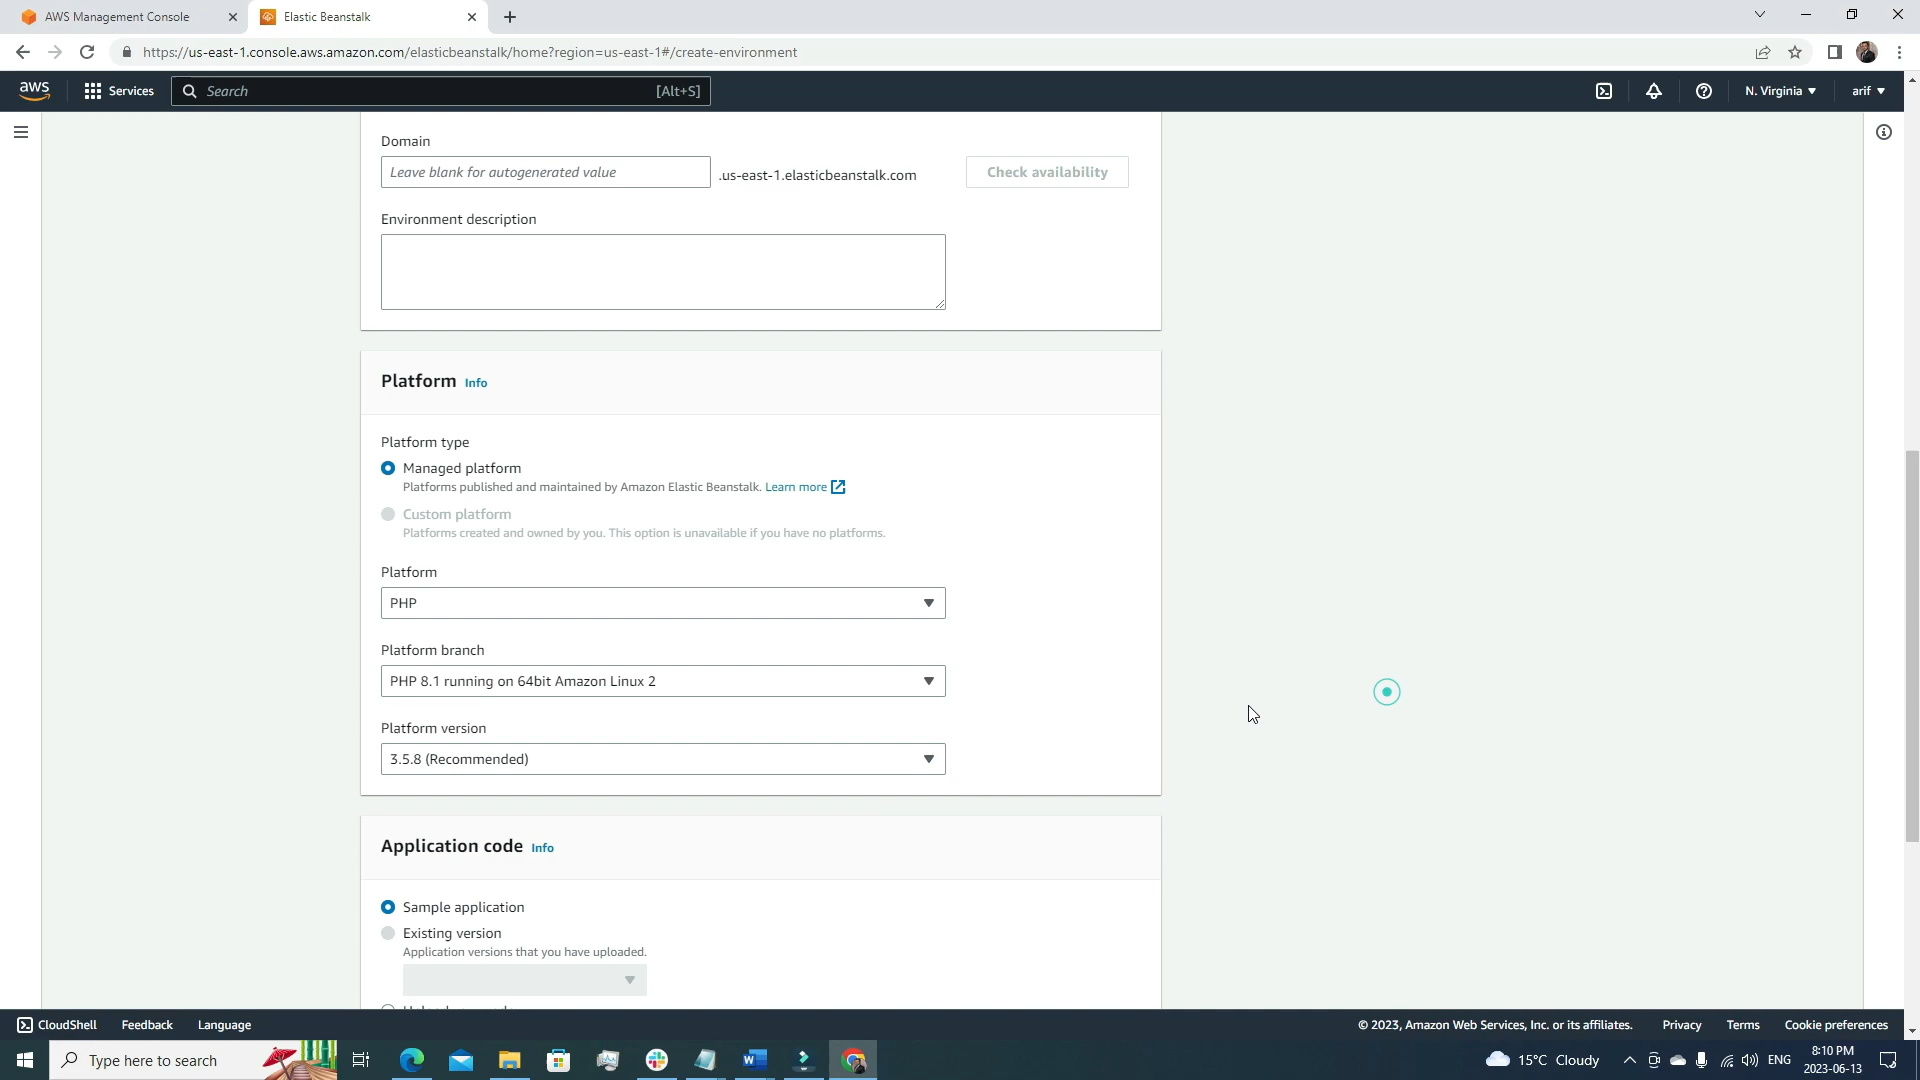 AWS Management Console
Elastic Beanstalk
https://us-east-1.console.aws.amazon.com/elasticbeanstalk/home?region=us-east-1#/create-environment
aws
Services
Search
[Alt+S]
N. Virginia
arif
Domain
Leave blank for autogenerated value
.us-east-1.elasticbeanstalk.com
Check availability
Environment description
Platform Info
Platform type
Managed platform
Platforms published and maintained by Amazon Elastic Beanstalk. Learn more
Custom platform
Platforms created and owned by you. This option is unavailable if you have no platforms.
Platform
PHP
Platform branch
PHP 8.1 running on 64bit Amazon Linux 2
Platform version
3.5.8 (Recommended)
Application code Info
Sample application
Existing version
Application versions that you have uploaded.
CloudShell
Feedback
Language
© 2023, Amazon Web Services, Inc. or its affiliates.
Privacy
Terms
Cookie preferences
Type here to search
15°C Cloudy
ENG
8:10 PM
2023-06-13